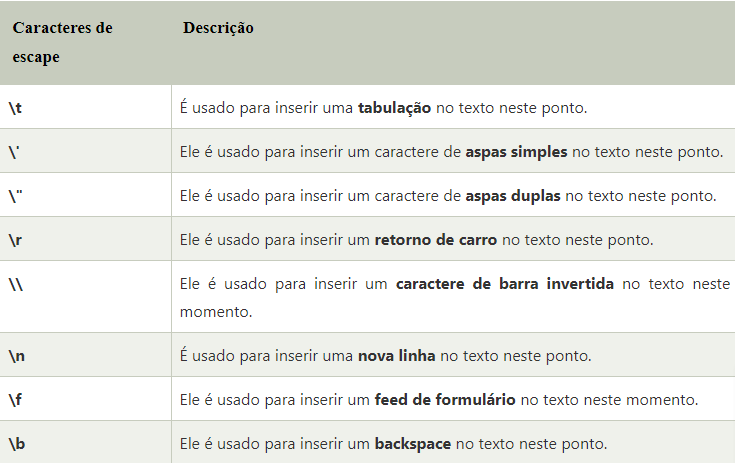 Caracteres de Descrição
escape
\t É usado para inserir uma tabulação no texto neste ponto.
\' Ele é usado para inserir um caractere de aspas simples no texto neste ponto.
\" Ele é usado para inserir um caractere de aspas duplas no texto neste ponto.
\r Ele é usado para inserir um retorno de carro no texto neste ponto.
\\ Ele é usado para inserir um caractere de barra invertida no texto neste
momento.
\n É usado para inserir uma nova linha no texto neste ponto.
\f Ele é usado para inserir um feed de formulário no texto neste momento.
\b Ele é usado para inserir um backspace no texto neste ponto.